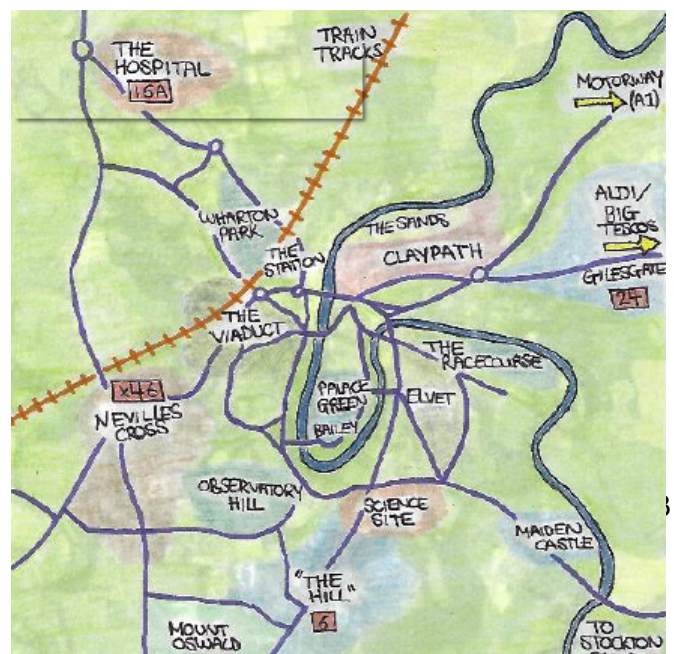 TRAIN
TRACKS
THE
HOSPITAL
16A
MOTORWAY
(A1)
ALDI/
BIG
TESCOS
THE SANDS
WHARTON
PARK
CLAYPATH
THE
STATION
GILESGATE
24
THE
VIADUCT
THE
RACECOURSE
X46
PALACE
GREEN
ELVET
NEVILLES
CROSS
BAILEY
OBSERVATORY
HILL
SCIENCE
SITE
MAIDEN
CASTLE
"THE
HILL"
6
MOUNT
OSWALD
TO
STOCKTON